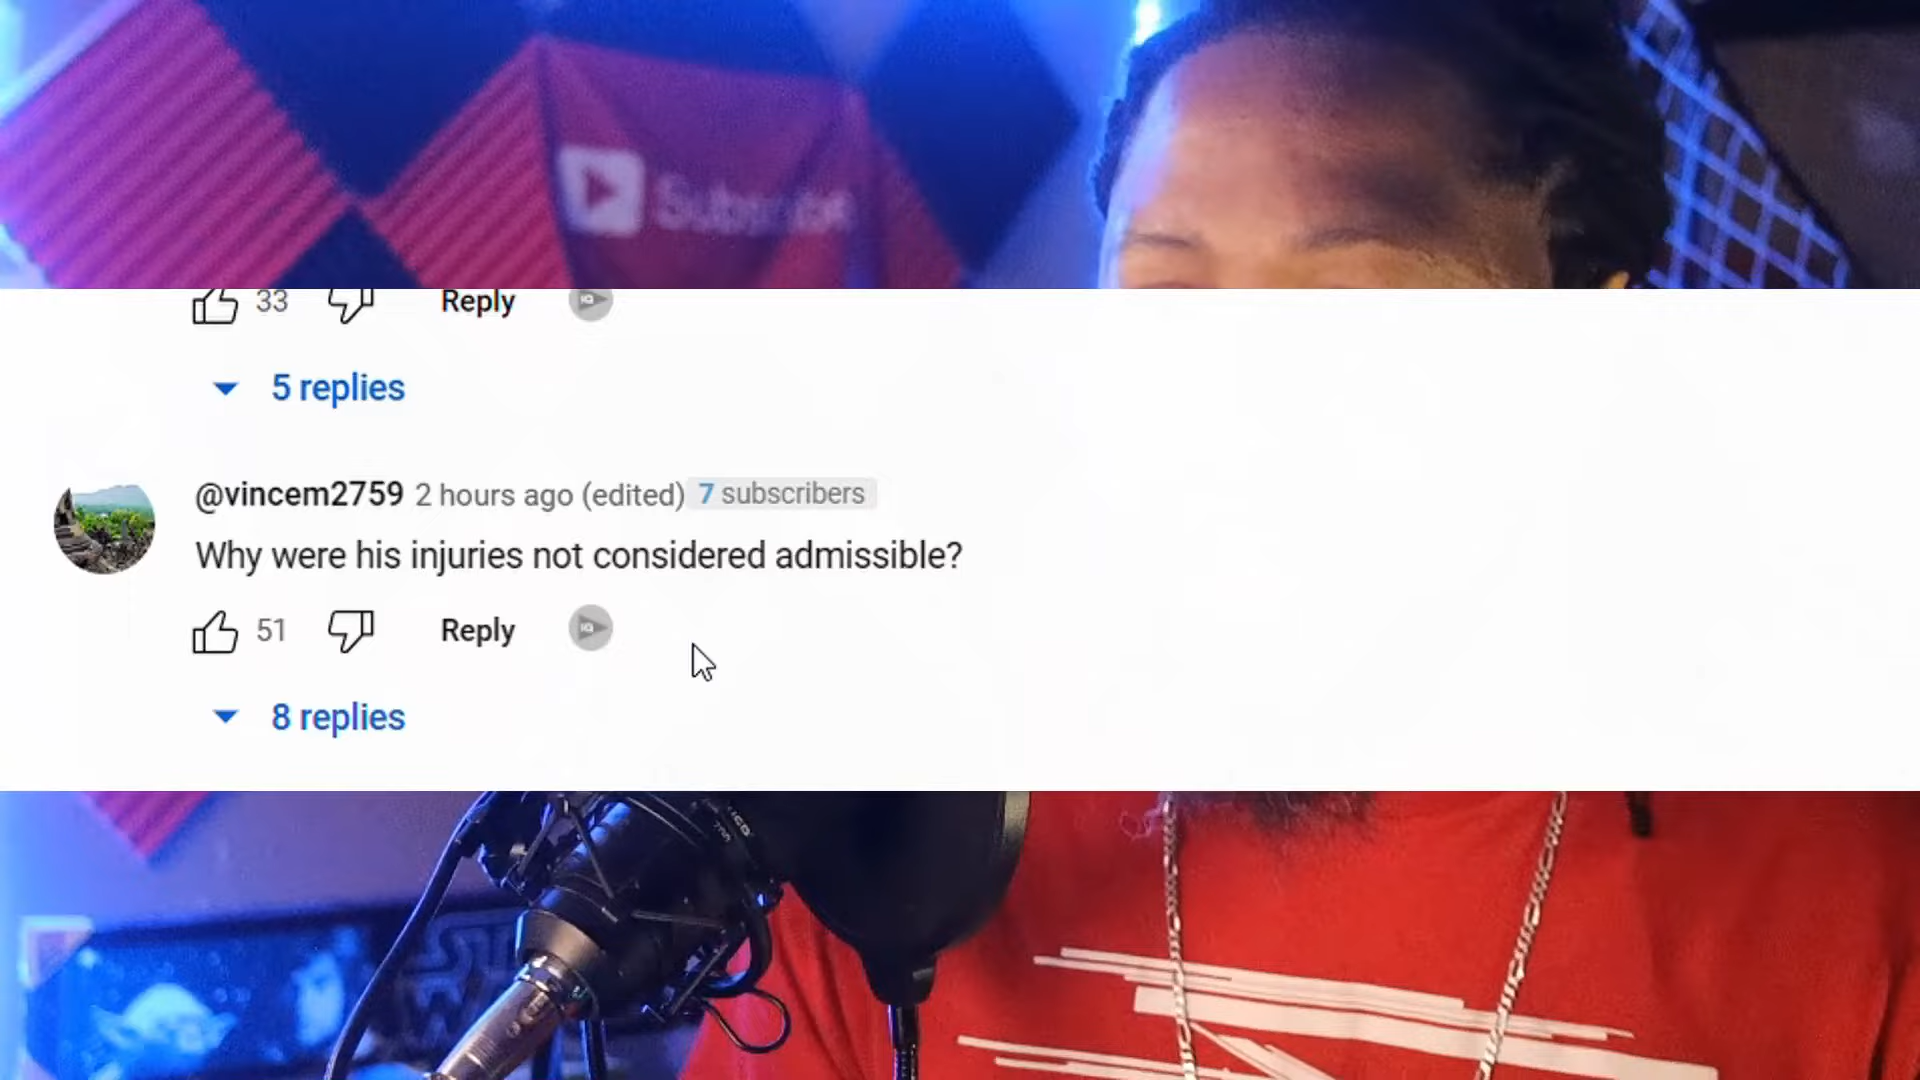 Subscribe
33 Reply
5 replies
@vincem2759 2 hours ago (edited) 7 subscribers
Why were his injuries not considered admissible?
51 Reply
8 replies